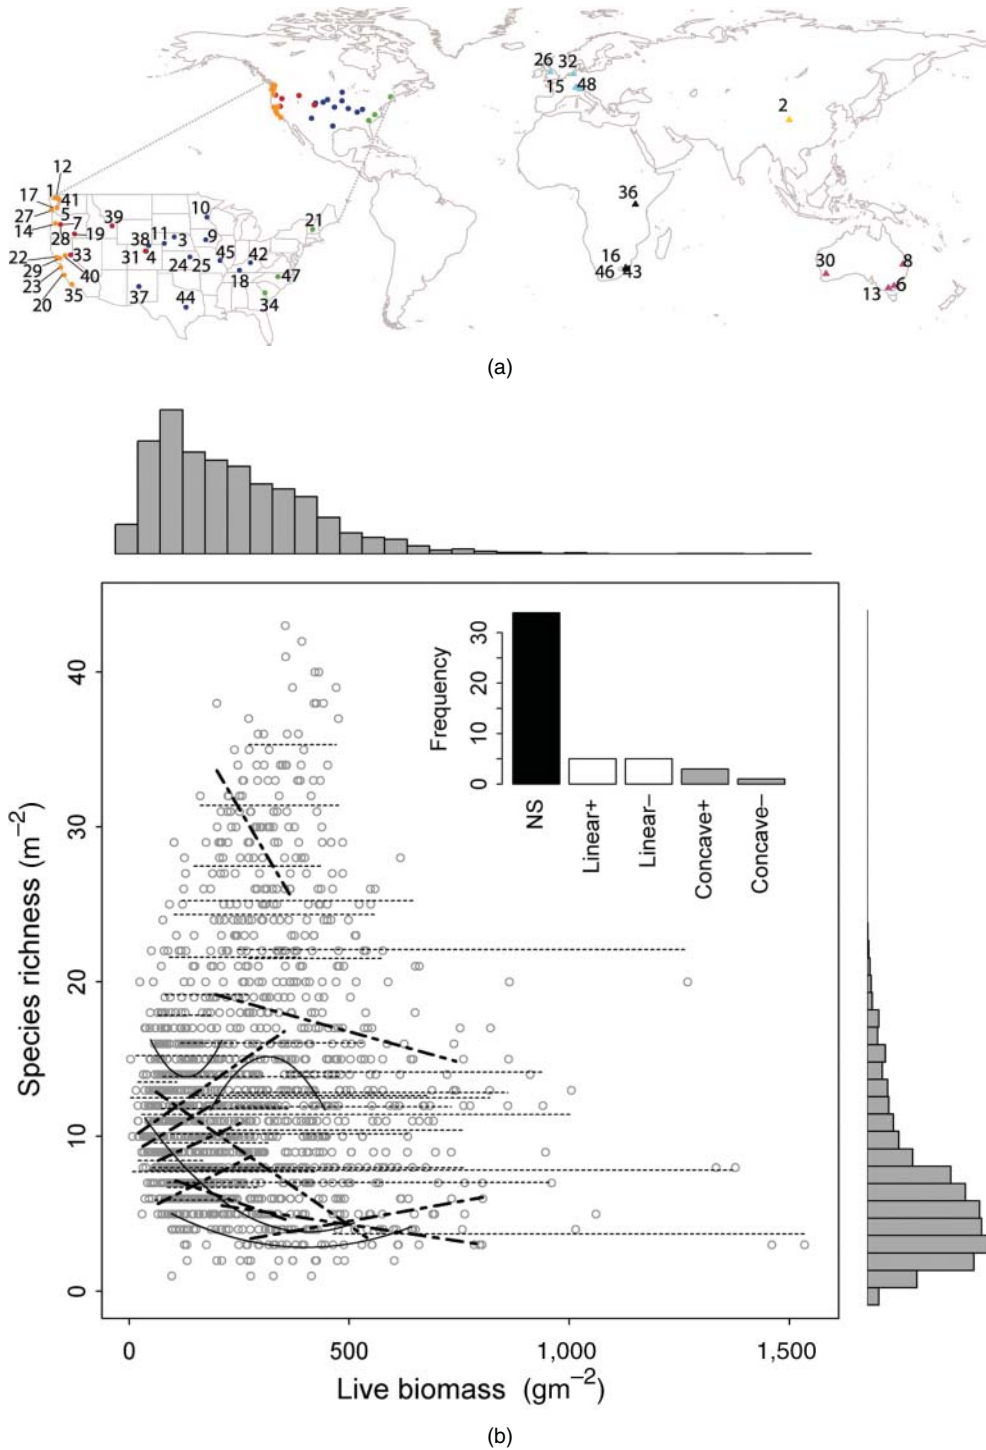 26 32
15 48
2
12
1
17 41
27 5 7
14
28 19
39
10
21
38 11 3 9
22 33 31 4 45 42
29 40 24 25
23 18 47
20 35 37 44 34
36
16
46 43
30 8
13 6
(a)
Frequency
0 10 20 30
NS
Linear+
Linear−
Concave+
Concave−
Species richness (m−2)
40
30
20
10
0
0 500 1,000 1,500
Live biomass (gm−2)
(b)